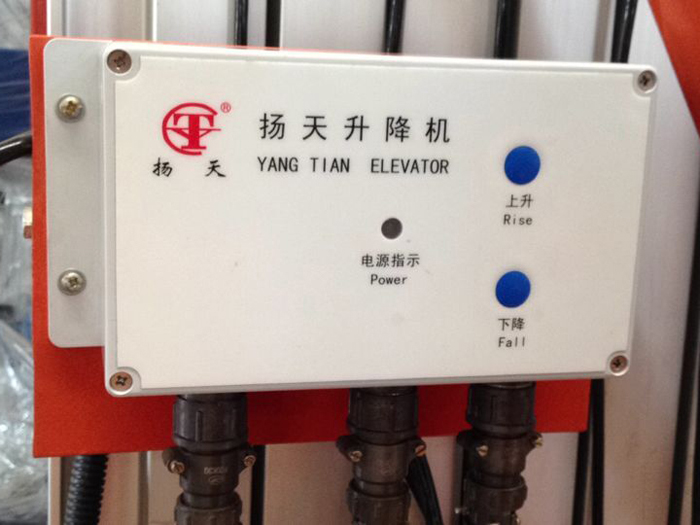 ®
扬天
扬天升降机
YANG TIAN ELEVATOR
上升
Rise
电源指示
Power
下降
Fall